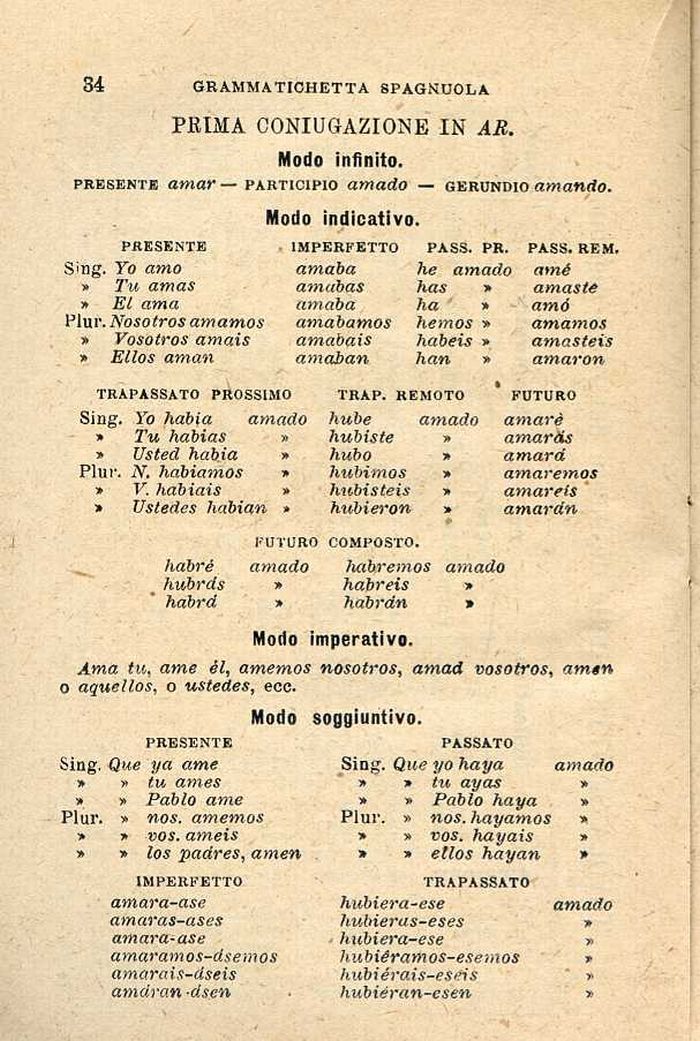 34 GRAMMATICHETTA SPAGNUOLA
PRIMA CONIUGAZIONE IN AR.
Modo infinito.
PRESENTE amar — PARTICIPIO amado — GERUNDIO amando.
Modo indicativo.
PRESENTE IMPERFETTO PASS. PR. PASS. REM.
Sing. Yo amo amaba he amado amé
» Tu amas amabas has » amaste
» El ama amaba ha » amó
Plur. Nosotros amamos amabamos hemos » amamos
» Vosotros amais amabais habeis » amasteis
» Ellos aman amaban han » amaron
TRAPASSATO PROSSIMO TRAP. REMOTO FUTURO
Sing. Yo habia amado hube amado amarè
» Tu habias » hubiste » amarás
» Usted habia » hubo » amará
Plur. N. habiamos » hubimos » amaremos
» V. habiais » hubisteis » amareis
» Ustedes habian » hubieron » amarán
FUTURO COMPOSTO.
habré amado habremos amado
hubrás » habreis »
habrá » habrán »
Modo imperativo.
Ama tu, ame él, amemos nosotros, amad vosotros, amen
o aquellos, o ustedes, ecc.
Modo soggiuntivo.
PRESENTE PASSATO
Sing. Que ya ame Sing. Que yo haya amado
» » tu ames » » tu ayas »
» » Pablo ame » » Pablo haya »
Plur. » nos. amemos Plur. » nos. hayamos »
» » vos. ameis » » vos. hayais »
» » los padres, amen » » ellos hayan »
IMPERFETTO TRAPASSATO
amara-ase hubiera-ese amado
amaras-ases hubieras-eses »
amara-ase hubiera-ese »
amaramos-ásemos hubiéramos-esemos »
amarais-áseis hubiérais-eseis »
amáran-ásen hubiéran-esen »